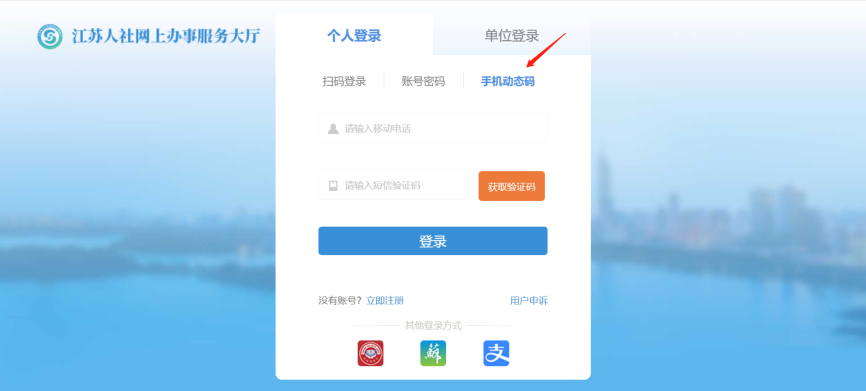 江苏人社网上办事服务大厅
个人登录 单位登录
扫码登录 账号密码 手机动态码
请输入移动电话
请输入短信验证码 获取验证码
登录
没有账号? 立即注册 用户申诉
其他登录方式
蘇 支